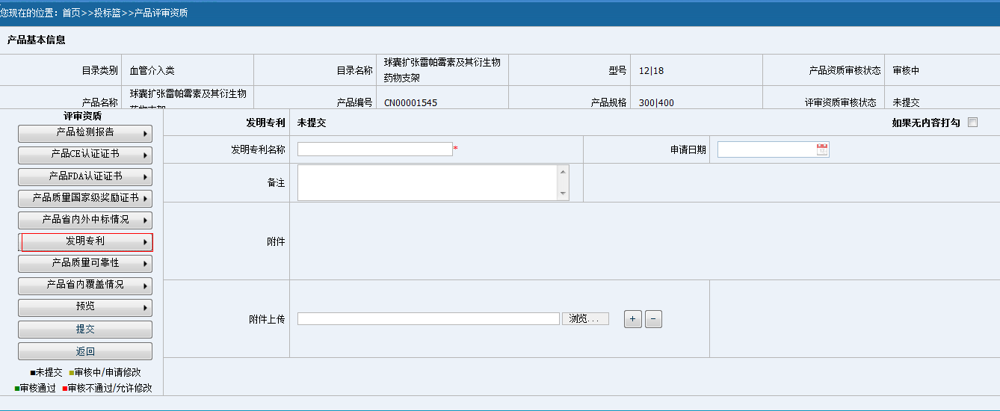 您现在的位置：首页>>投标篮>>产品评审资质
产品基本信息
目录类别 血管介入类 目录名称 球囊扩张雷帕霉素及其衍生物 型号 12|18 产品资质审核状态 审核中
药物支架
产品名称 球囊扩张雷帕霉素及其衍生物 产品编号 CN00001545 产品规格 300|400 评审资质审核状态 未提交
药物支架
评审资质
产品检测报告
产品CE认证证书
产品FDA认证证书
产品质量国家级奖励证书
产品省内外中标情况
发明专利
产品质量可靠性
产品省内覆盖情况
预览
提交
返回
■未提交 ■审核中/申请修改
■审核通过 ■审核不通过/允许修改
发明专利 未提交 如果无内容打勾
发明专利名称 * 申请日期
备注
附件
附件上传 浏览... + −